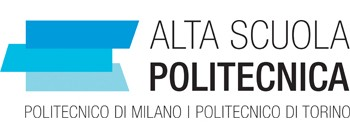 ALTA SCUOLA
POLITECNICA
POLITECNICO DI MILANO | POLITECNICO DI TORINO